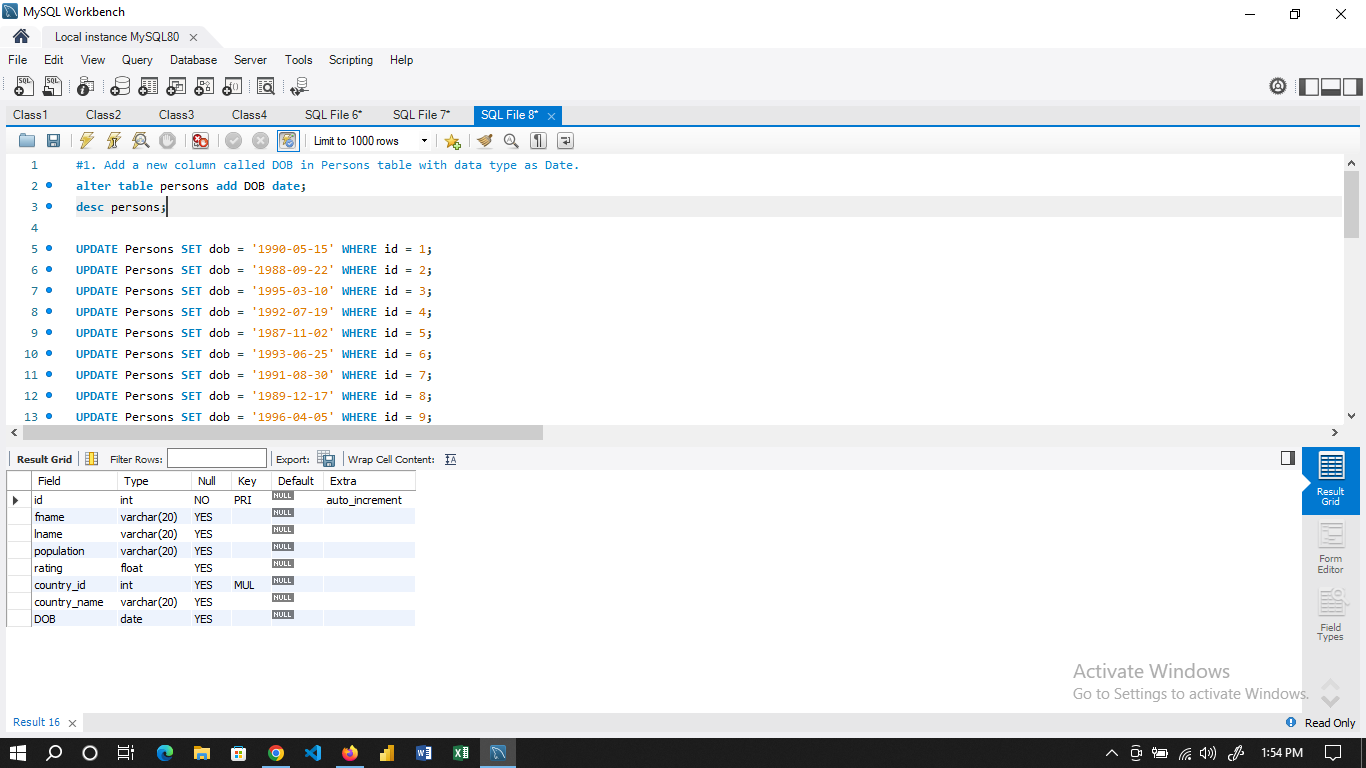 MySQL Workbench
Local instance MySQL80
File Edit View Query Database Server Tools Scripting Help
Class1 Class2 Class3 Class4 SQL File 6* SQL File 7* SQL File 8*
Limit to 1000 rows
1 #1. Add a new column called DOB in Persons table with data type as Date.
2 alter table persons add DOB date;
3 desc persons;
4
5 UPDATE Persons SET dob = '1990-05-15' WHERE id = 1;
6 UPDATE Persons SET dob = '1988-09-22' WHERE id = 2;
7 UPDATE Persons SET dob = '1995-03-10' WHERE id = 3;
8 UPDATE Persons SET dob = '1992-07-19' WHERE id = 4;
9 UPDATE Persons SET dob = '1987-11-02' WHERE id = 5;
10 UPDATE Persons SET dob = '1993-06-25' WHERE id = 6;
11 UPDATE Persons SET dob = '1991-08-30' WHERE id = 7;
12 UPDATE Persons SET dob = '1989-12-17' WHERE id = 8;
13 UPDATE Persons SET dob = '1996-04-05' WHERE id = 9;
Result Grid Filter Rows: Export: Wrap Cell Content:
Field Type Null Key Default Extra
id int NO PRI NULL auto_increment
fname varchar(20) YES NULL
lname varchar(20) YES NULL
population varchar(20) YES NULL
rating float YES NULL
country_id int YES MUL NULL
country_name varchar(20) YES NULL
DOB date YES NULL
Result
Grid
Form
Editor
Field
Types
Activate Windows
Go to Settings to activate Windows.
Result 16
Read Only
1:54 PM